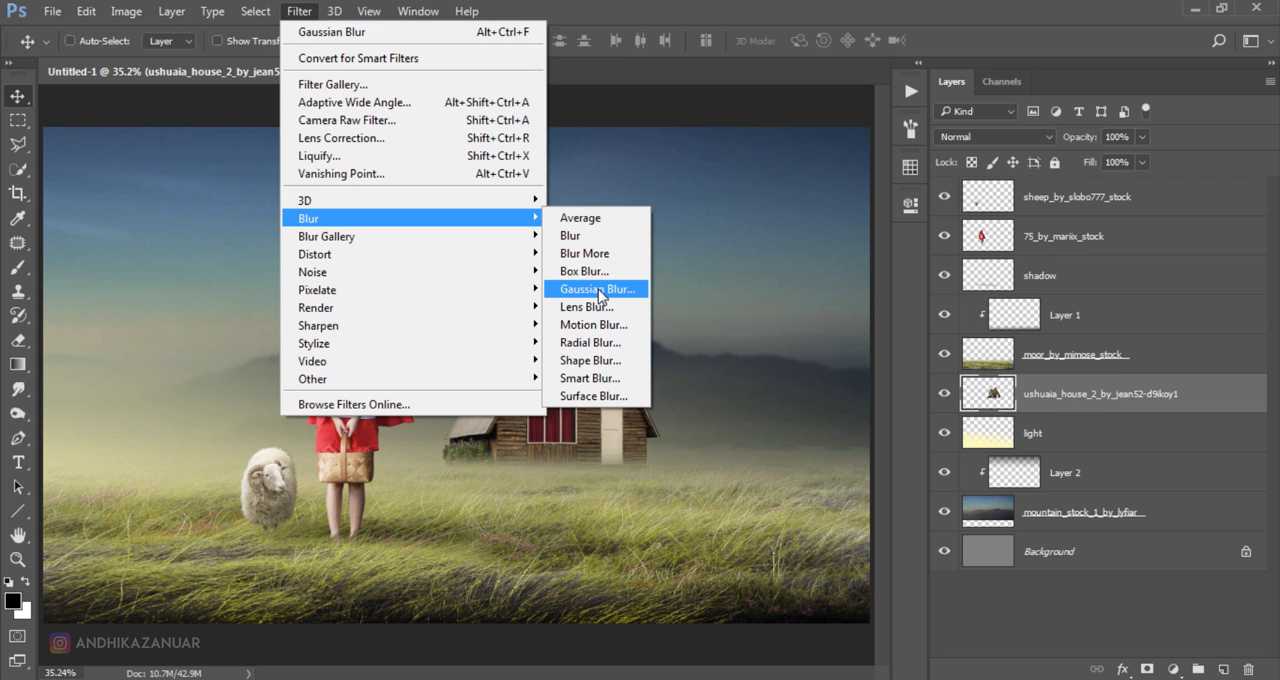 Ps File Edit Image Layer Type Select Filter 3D View Window Help
Auto-Select: Layer Show Transf 3D Mode:
Untitled-1 @ 35.2% (ushuaia_house_2_by_jean5
Gaussian Blur Alt+Ctrl+F
Convert for Smart Filters
Filter Gallery...
Adaptive Wide Angle... Alt+Shift+Ctrl+A
Camera Raw Filter... Shift+Ctrl+A
Lens Correction... Shift+Ctrl+R
Liquify... Shift+Ctrl+X
Vanishing Point... Alt+Ctrl+V
3D
Blur
Blur Gallery
Distort
Noise
Pixelate
Render
Sharpen
Stylize
Video
Other
Browse Filters Online...
Average
Blur
Blur More
Box Blur...
Gaussian Blur...
Lens Blur...
Motion Blur...
Radial Blur...
Shape Blur...
Smart Blur...
Surface Blur...
Layers Channels
Kind
Normal Opacity: 100%
Lock: Fill: 100%
sheep_by_slobo777_stock
75_by_mariix_stock
shadow
Layer 1
moor_by_mimose_stock
ushuaia_house_2_by_jean52-d9ikoy1
light
Layer 2
mountain_stock_1_by_lyfiar
Background
ANDHIKAZANUAR
35.24% Doc: 10.7M/42.9M
fx